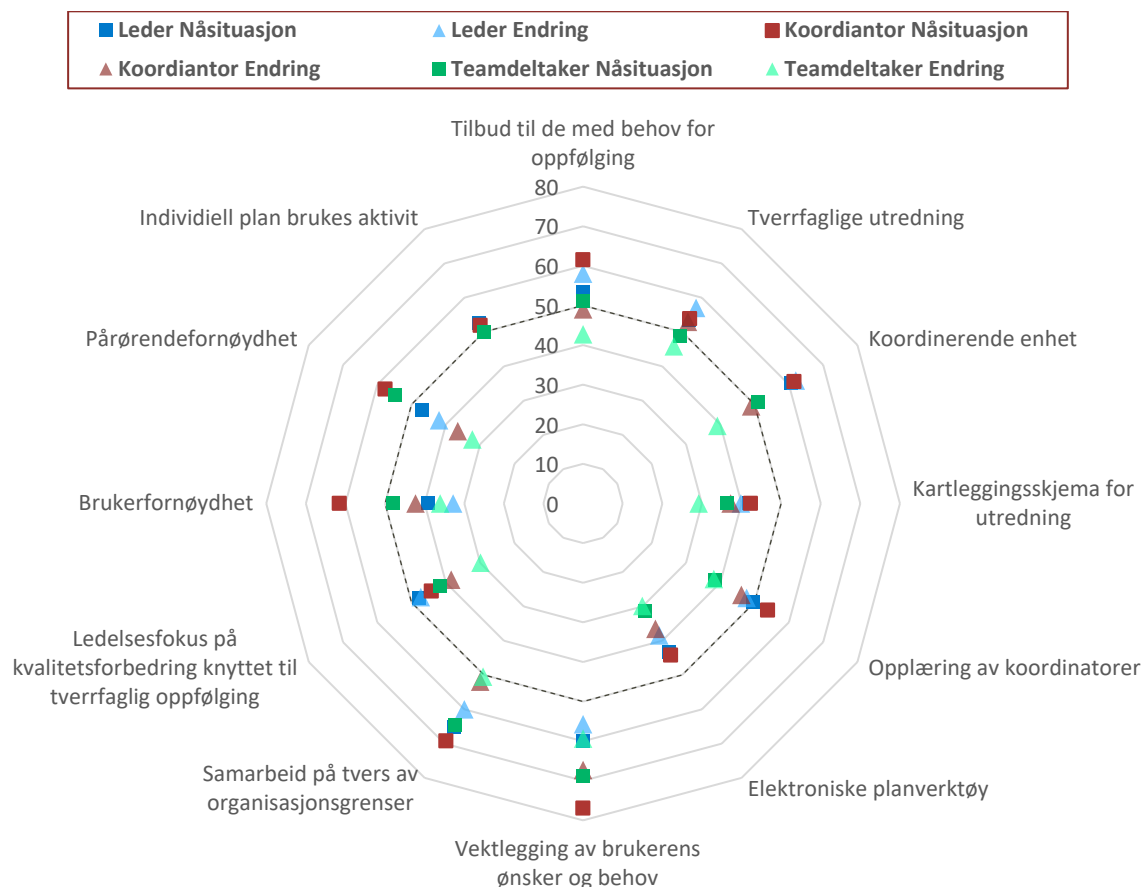 Leder Nåsituasjon Leder Endring Koordiantor Nåsituasjon
Koordiantor Endring Teamdeltaker Nåsituasjon Teamdeltaker Endring
Tilbud til de med behov for
oppfølging
Tverrfaglige utredning
Koordinerende enhet
Kartleggingsskjema for
utredning
Opplæring av koordinatorer
Elektroniske planverktøy
Vektlegging av brukerens
ønsker og behov
Samarbeid på tvers av
organisasjonsgrenser
Ledelsesfokus på
kvalitetsforbedring knyttet til
tverrfaglig oppfølging
Brukerfornøydhet
Pårørendefornøydhet
Individiell plan brukes aktivit
80
70
60
50
40
30
20
10
0